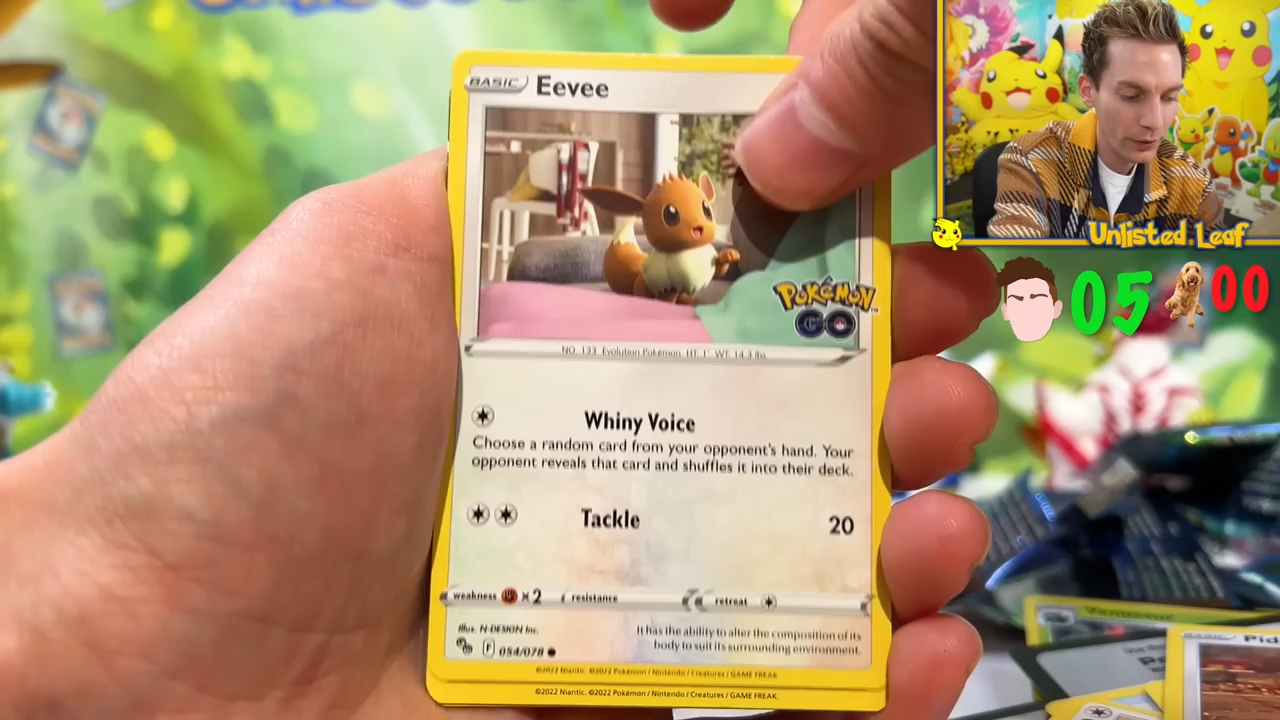 BASIC Eevee
POKÉMON
GO
NO. 133 Evolution Pokémon HT: 1' WT: 14.3 lbs.
Whiny Voice
Choose a random card from your opponent's hand. Your
opponent reveals that card and shuffles it into their deck.
Tackle 20
weakness ×2 resistance retreat
Illus. N-DESIGN Inc.
It has the ability to alter the composition of its
body to suit its surrounding environment.
F 054/078
©2022 Niantic. ©2022 Pokémon / Nintendo / Creatures / GAME FREAK.
©2022 Niantic. ©2022 Pokémon / Nintendo / Creatures / GAME FREAK.
Unlisted Leaf
05 00
BASIC Pid